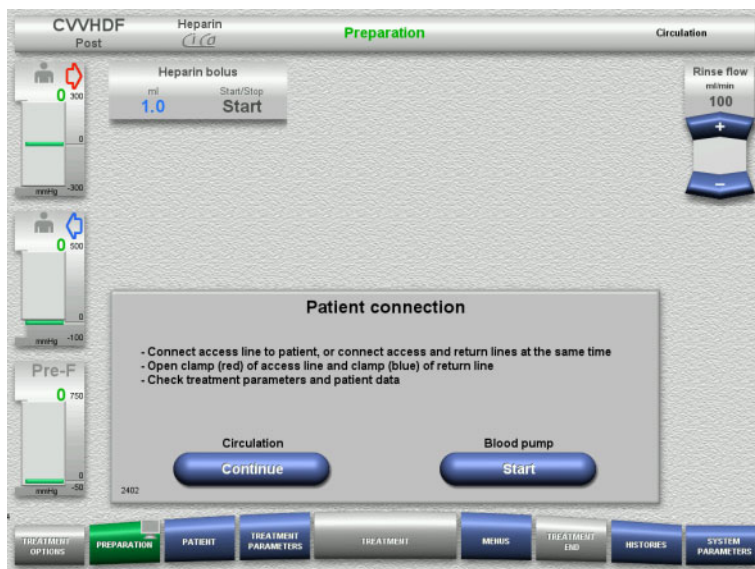 CVVHDF
Post
Heparin
Ci Ca
Preparation
Circulation
0
300
0
-300
mmHg
Heparin bolus
ml
1.0
Start/Stop
Start
Rinse flow
ml/min
100
+
–
0
500
0
-100
mmHg
Pre-F
0
750
0
-50
mmHg
Patient connection
- Connect access line to patient, or connect access and return lines at the same time
- Open clamp (red) of access line and clamp (blue) of return line
- Check treatment parameters and patient data
Circulation
Continue
Blood pump
Start
2402
TREATMENT
OPTIONS
PREPARATION
PATIENT
TREATMENT
PARAMETERS
TREATMENT
MENUS
TREATMENT
END
HISTORIES
SYSTEM
PARAMETERS